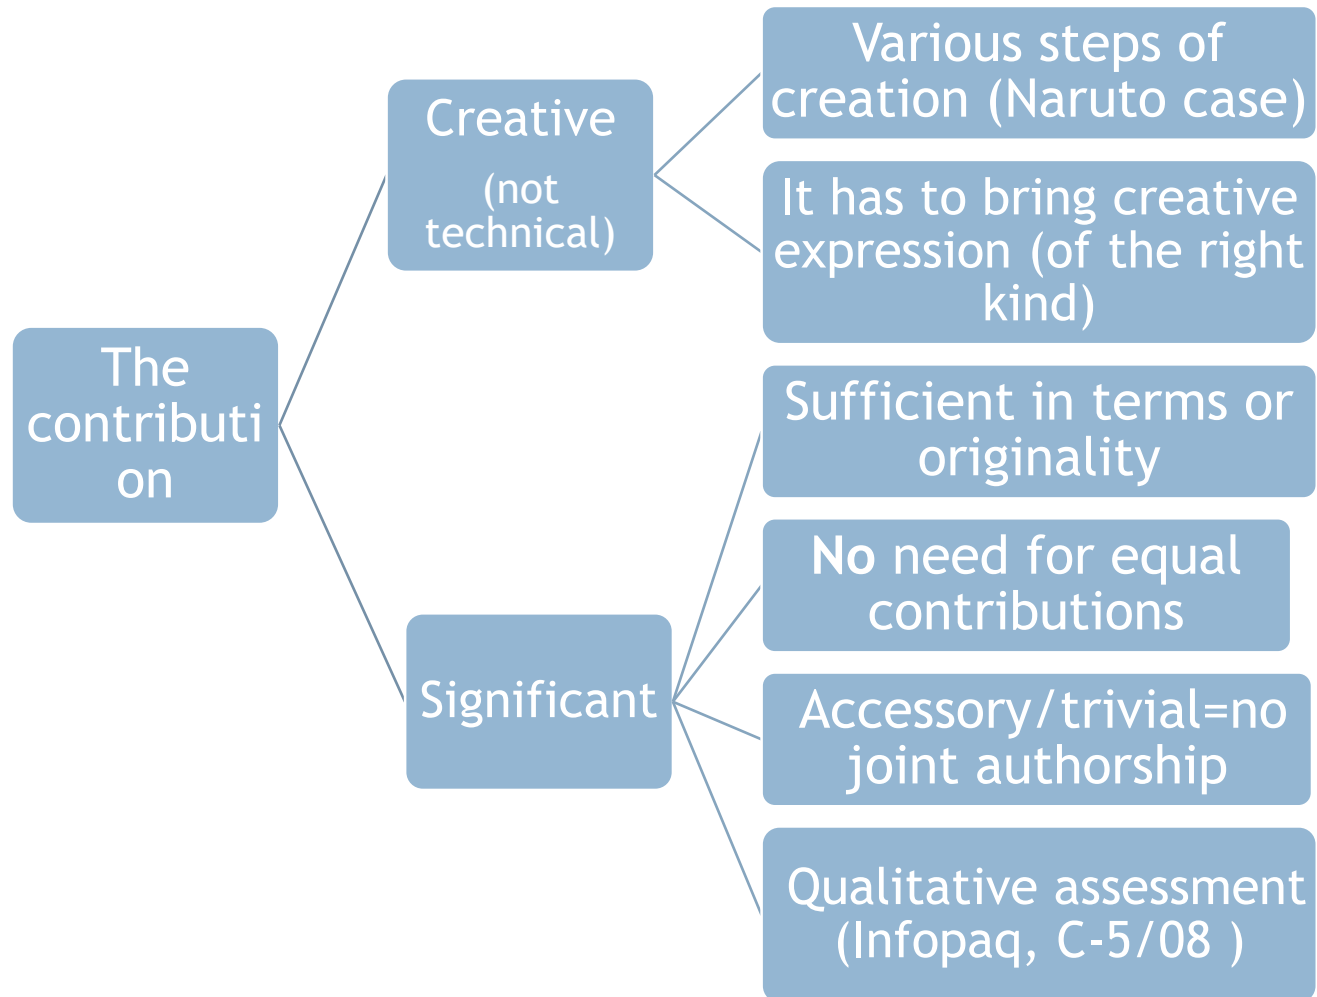 The
contributi
on
Creative
(not
technical)
Various steps of
creation (Naruto case)
It has to bring creative
expression (of the right
kind)
Significant
Sufficient in terms or
originality
No need for equal
contributions
Accessory/trivial=no
joint authorship
Qualitative assessment
(Infopaq, C-5/08 )